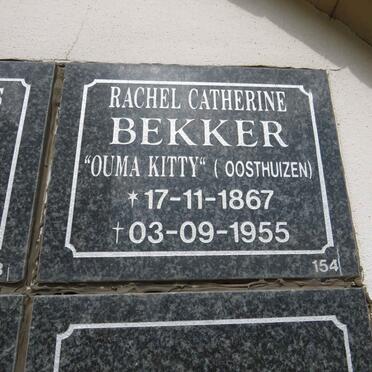 RACHEL CATHERINE
BEKKER
"OUMA KITTY" (OOSTHUIZEN)
* 17-11-1867
† 03-09-1955
154